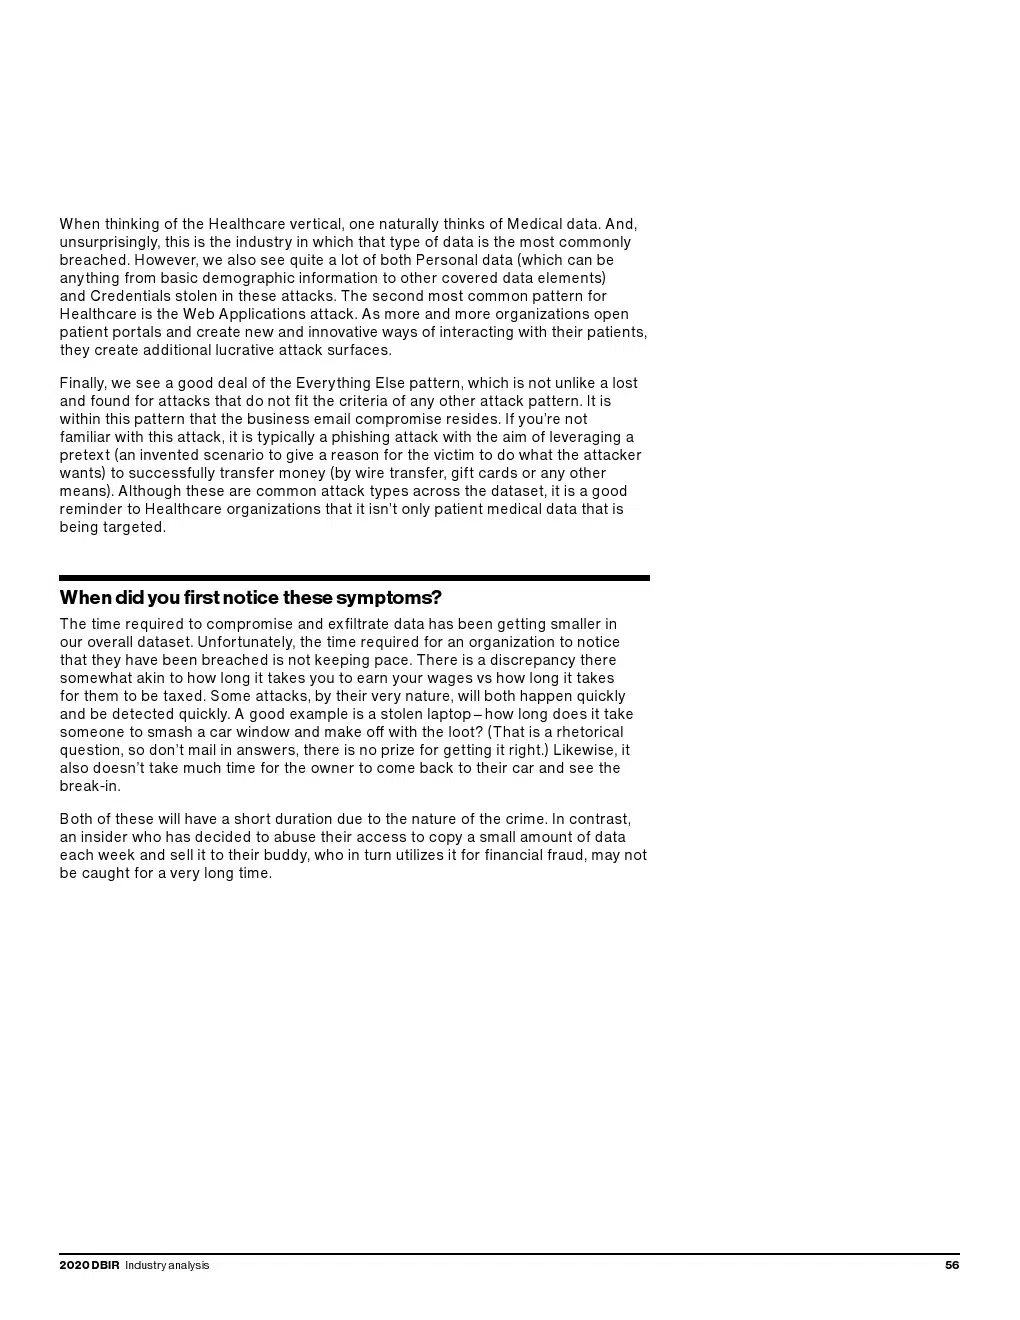 When thinking of the Healthcare vertical, one naturally thinks of Medical data. And,
unsurprisingly, this is the industry in which that type of data is the most commonly
breached. However, we also see quite a lot of both Personal data (which can be
anything from basic demographic information to other covered data elements)
and Credentials stolen in these attacks. The second most common pattern for
Healthcare is the Web Applications attack. As more and more organizations open
patient portals and create new and innovative ways of interacting with their patients,
they create additional lucrative attack surfaces.
Finally, we see a good deal of the Everything Else pattern, which is not unlike a lost
and found for attacks that do not fit the criteria of any other attack pattern. It is
within this pattern that the business email compromise resides. If you’re not
familiar with this attack, it is typically a phishing attack with the aim of leveraging a
pretext (an invented scenario to give a reason for the victim to do what the attacker
wants) to successfully transfer money (by wire transfer, gift cards or any other
means). Although these are common attack types across the dataset, it is a good
reminder to Healthcare organizations that it isn’t only patient medical data that is
being targeted.
When did you first notice these symptoms?
The time required to compromise and exfiltrate data has been getting smaller in
our overall dataset. Unfortunately, the time required for an organization to notice
that they have been breached is not keeping pace. There is a discrepancy there
somewhat akin to how long it takes you to earn your wages vs how long it takes
for them to be taxed. Some attacks, by their very nature, will both happen quickly
and be detected quickly. A good example is a stolen laptop – how long does it take
someone to smash a car window and make off with the loot? (That is a rhetorical
question, so don’t mail in answers, there is no prize for getting it right.) Likewise, it
also doesn’t take much time for the owner to come back to their car and see the
break-in.
Both of these will have a short duration due to the nature of the crime. In contrast,
an insider who has decided to abuse their access to copy a small amount of data
each week and sell it to their buddy, who in turn utilizes it for financial fraud, may not
be caught for a very long time.
2020 DBIR Industry analysis 56